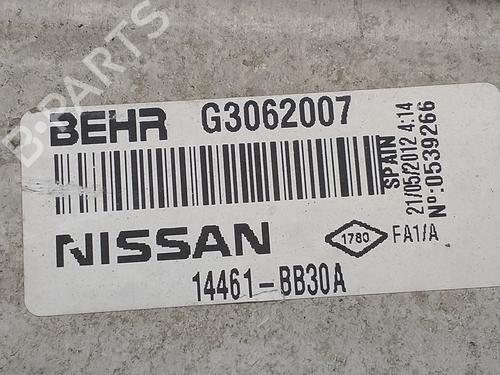 B-PARTS
BEHR G3062007
SPAIN
21/05/2012 4:14
Nº:0539266
NISSAN
1780
FA1/A
14461-BB30A